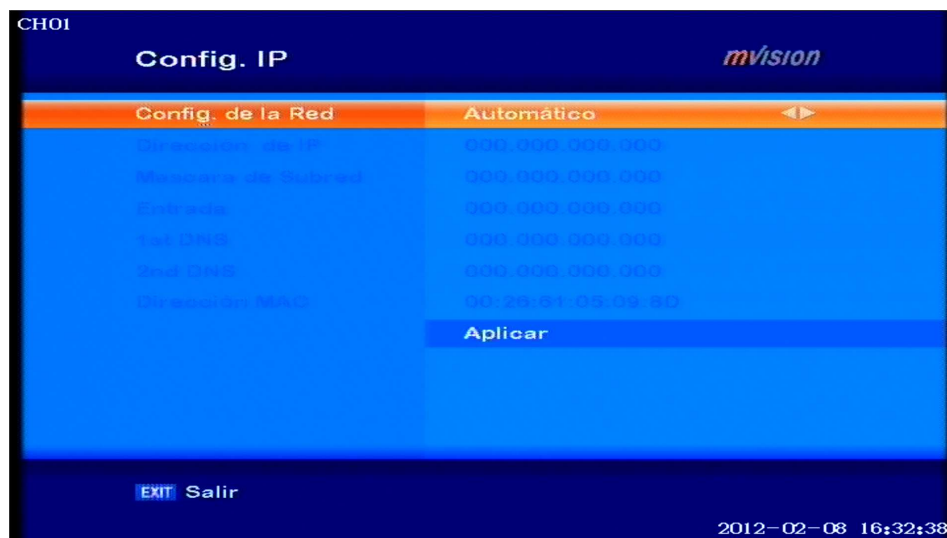 CH01
Config. IP
mvision
Config. de la Red Automático
Dirección. de IP 000.000.000.000
Mascara de Subred 000.000.000.000
Entrada 000.000.000.000
1st DNS 000.000.000.000
2nd DNS 000.000.000.000
Dirección MAC
Aplicar
EXIT Salir
2012-02-08 16:32:38